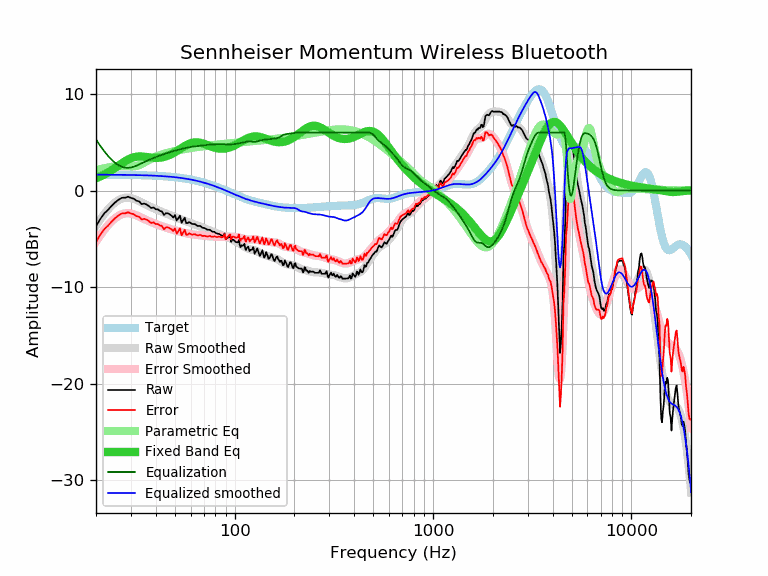 Sennheiser Momentum Wireless Bluetooth
10
0
−10
−20
−30
Amplitude (dBr)
Target
Raw Smoothed
Error Smoothed
Raw
Error
Parametric Eq
Fixed Band Eq
Equalization
Equalized smoothed
100
1000
10000
Frequency (Hz)